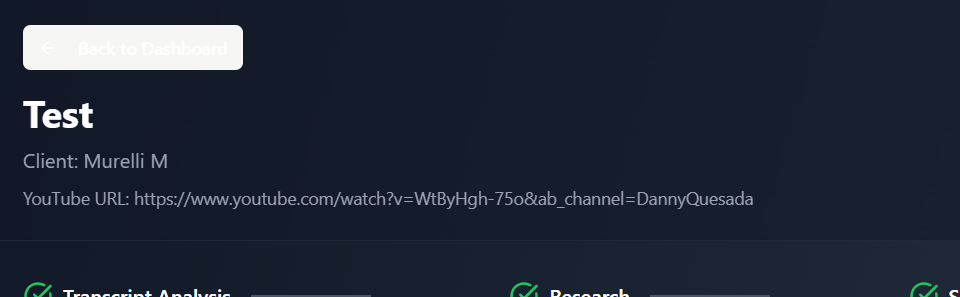 Back to Dashboard
Test
Client: Murelli M
YouTube URL: https://www.youtube.com/watch?v=WtByHgh-75o&ab_channel=DannyQuesada
Transcript Analysis Research S